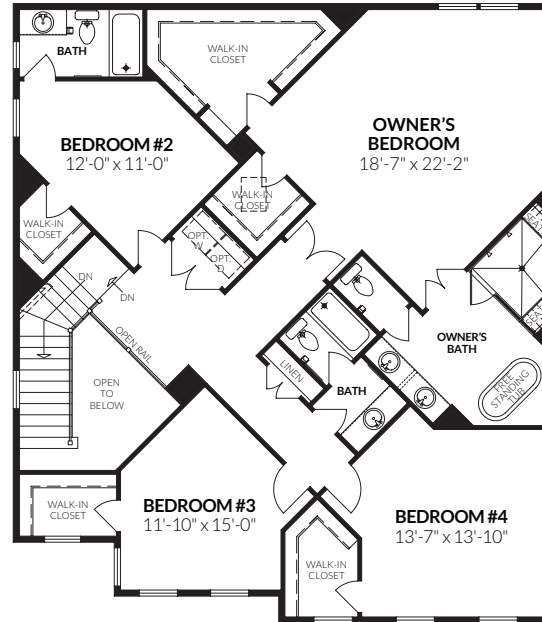 BATH
WALK-IN
CLOSET
BEDROOM #2
12'-0" x 11'-0"
OWNER'S
BEDROOM
18'-7" x 22'-2"
WALK-IN
CLOSET
WALK-IN
CLOSET
OPT.
W
OPT.
D
SEAT
SEAT
DN
DN
OPEN RAIL
OPEN
TO
BELOW
OWNER'S
BATH
FREE
STANDING
TUB
LINEN
BATH
WALK-IN
CLOSET
BEDROOM #3
11'-10" x 15'-0"
BEDROOM #4
13'-7" x 13'-10"
WALK-IN
CLOSET